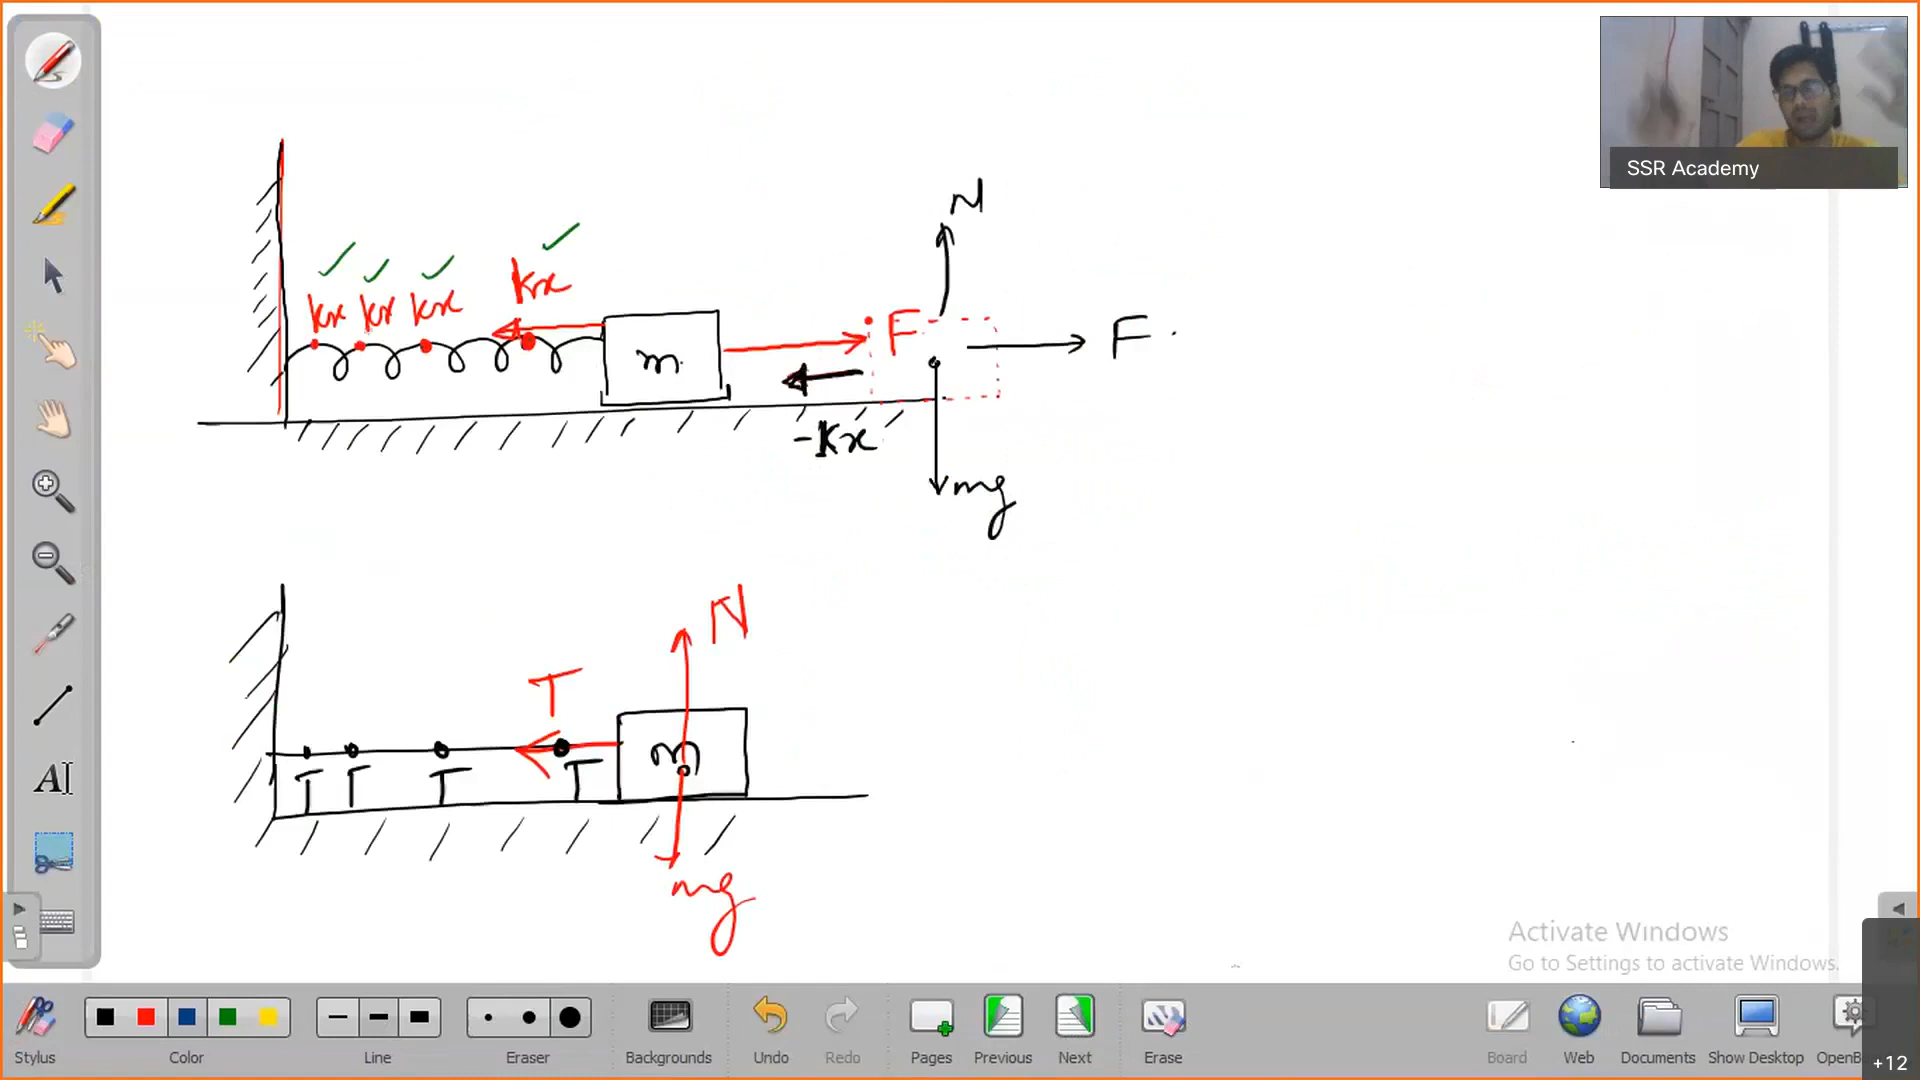 SSR Academy
N
kx kx kx kx
F
F
m
-kx
mg
N
T
m
T T T T
mg
Activate Windows
Go to Settings to activate Windows.
Stylus Color Line Eraser Backgrounds Undo Redo Pages Previous Next Erase Board Web Documents Show Desktop OpenB
+12